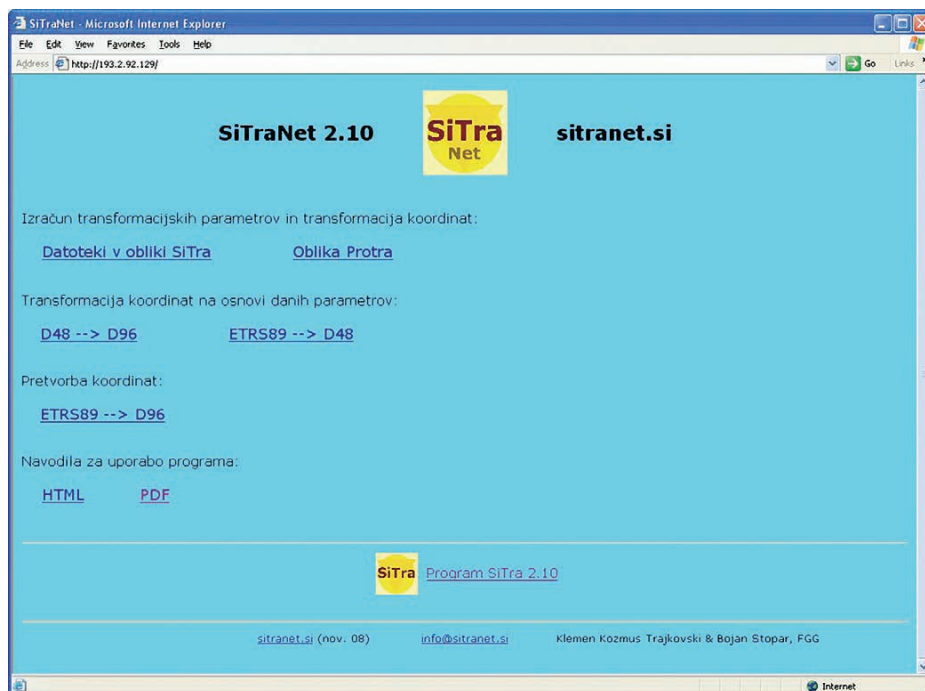 SiTraNet - Microsoft Internet Explorer
File Edit View Favorites Tools Help
Address http://193.2.92.129/ Go Links
SiTraNet 2.10
SiTra
Net
sitranet.si
Izračun transformacijskih parametrov in transformacija koordinat:
Datoteki v obliki SiTra Oblika Protra
Transformacija koordinat na osnovi danih parametrov:
D48 --> D96 ETRS89 --> D48
Pretvorba koordinat:
ETRS89 --> D96
Navodila za uporabo programa:
HTML PDF
SiTra Program SiTra 2.10
sitranet.si (nov. 08) info@sitranet.si Klemen Kozmus Trajkovski & Bojan Stopar, FGG
Internet